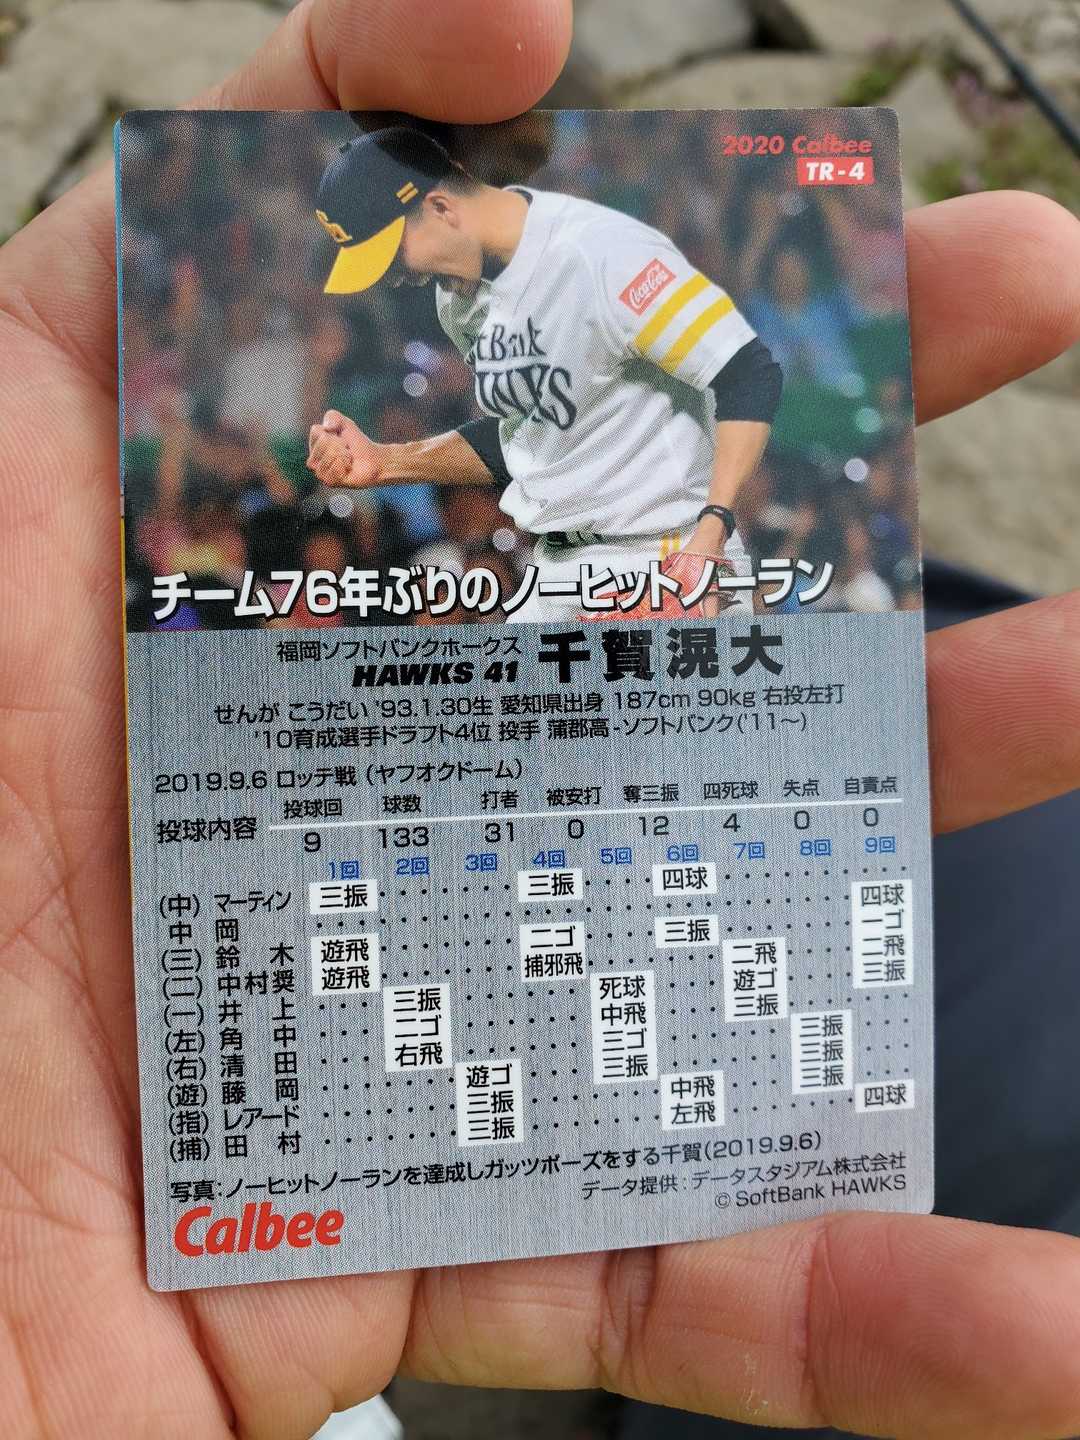 2020 Calbee
TR-4
Coca-Cola
チーム76年ぶりのノーヒットノーラン
福岡ソフトバンクホークス
HAWKS 41 千賀滉大
せんが こうだい '93.1.30生 愛知県出身 187cm 90kg 右投左打
'10育成選手ドラフト4位 投手 蒲郡高-ソフトバンク('11〜)
2019.9.6 ロッテ戦 (ヤフオクドーム)
投球回 球数 打者 被安打 奪三振 四死球 失点 自責点
投球内容 9 133 31 0 12 4 0 0
1回 2回 3回 4回 5回 6回 7回 8回 9回
(中) マーティン 三振 三振 四球 四球
中 岡 一ゴ
(三) 鈴木 遊飛 二ゴ 三振 二飛
(二) 中村奨 遊飛 捕邪飛 二飛 三振
(一) 井上 三振 死球 遊ゴ
(左) 角中 二ゴ 中飛 三振
(右) 清田 右飛 三ゴ 三振
(遊) 藤岡 遊ゴ 三振 三振
(指) レアード 三振 中飛 三振
(捕) 田村 三振 左飛 四球
写真:ノーヒットノーランを達成しガッツポーズをする千賀(2019.9.6)
データ提供:データスタジアム株式会社
© SoftBank HAWKS
Calbee